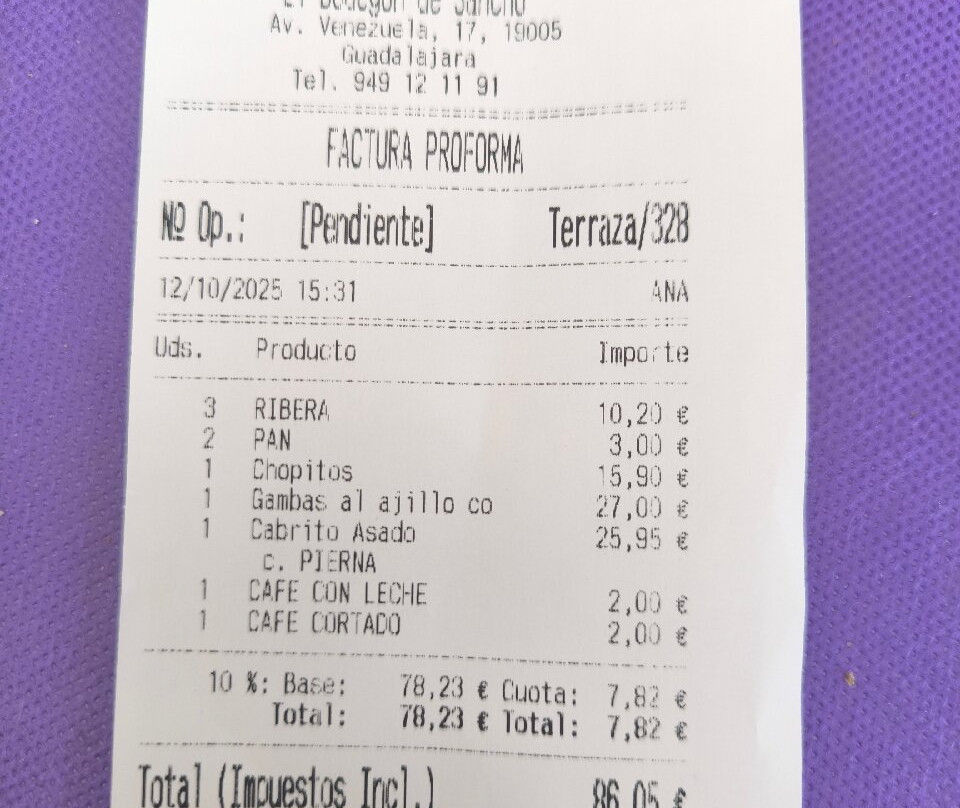 El Bodegón de Sancho
Av. Venezuela, 17, 19005
Guadalajara
Tel. 949 12 11 91
FACTURA PROFORMA
Nº Op.: [Pendiente] Terraza/328
12/10/2025 15:31 ANA
Uds. Producto Importe
3 RIBERA 10,20 €
2 PAN 3,00 €
1 Chopitos 15,90 €
1 Gambas al ajillo co 27,00 €
1 Cabrito Asado 25,95 €
c. PIERNA
1 CAFE CON LECHE 2,00 €
1 CAFE CORTADO 2,00 €
10 %: Base: 78,23 € Cuota: 7,82 €
Total: 78,23 € Total: 7,82 €
Total (Impuestos Incl.) 86,05 €